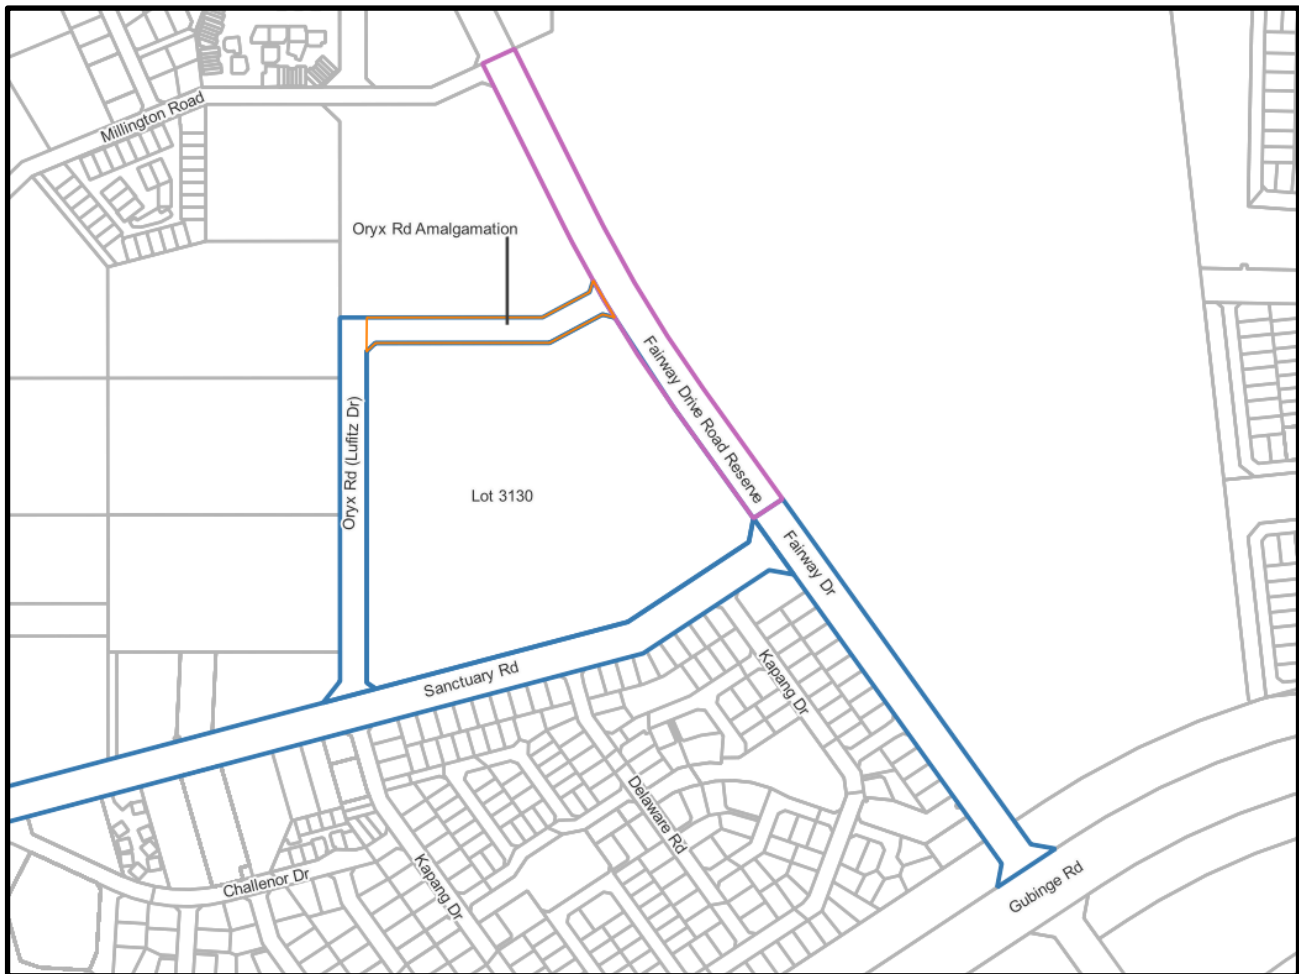 Millington Road
Oryx Rd Amalgamation
Fairway Drive Road Reserve
Oryx Rd (Lufitz Dr)
Lot 3130
Fairway Dr
Sanctuary Rd
Kapang Dr
Delaware Rd
Challenor Dr
Kapang Dr
Gubinge Rd